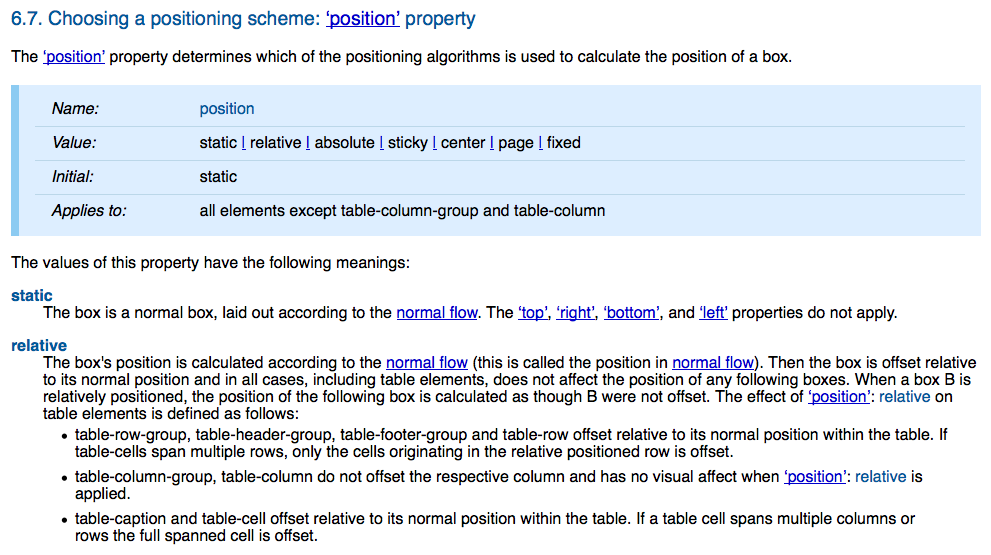 6.7. Choosing a positioning scheme: ‘position’ property
The ‘position’ property determines which of the positioning algorithms is used to calculate the position of a box.
Name: position
Value: static | relative | absolute | sticky | center | page | fixed
Initial: static
Applies to: all elements except table-column-group and table-column
The values of this property have the following meanings:
static
The box is a normal box, laid out according to the normal flow. The ‘top’, ‘right’, ‘bottom’, and ‘left’ properties do not apply.
relative
The box's position is calculated according to the normal flow (this is called the position in normal flow). Then the box is offset relative
to its normal position and in all cases, including table elements, does not affect the position of any following boxes. When a box B is
relatively positioned, the position of the following box is calculated as though B were not offset. The effect of ‘position’: relative on
table elements is defined as follows:
• table-row-group, table-header-group, table-footer-group and table-row offset relative to its normal position within the table. If
table-cells span multiple rows, only the cells originating in the relative positioned row is offset.
• table-column-group, table-column do not offset the respective column and has no visual affect when ‘position’: relative is
applied.
• table-caption and table-cell offset relative to its normal position within the table. If a table cell spans multiple columns or
rows the full spanned cell is offset.